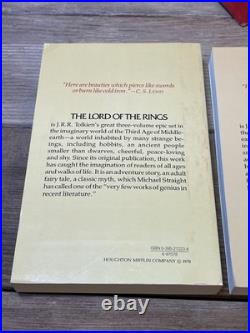 "Here are beauties which pierce like swords
or burn like cold iron." —C. S. LEWIS
THE LORD OF THE RINGS
is J. R. R. Tolkien's great three-volume epic set in
the imaginary world of the Third Age of Middle-
earth—a world inhabited by many strange be-
ings, including hobbits, an ancient people
smaller than dwarves, cheerful, peace-loving
and shy. Since its original publication, this work
has caught the imagination of readers of all ages
and walks of life. It is an adventure story, an adult
fairy tale, a classic myth, which Michael Straight
has called one of the "very few works of genius in
recent literature."
HOUGHTON MIFFLIN COMPANY © 1978